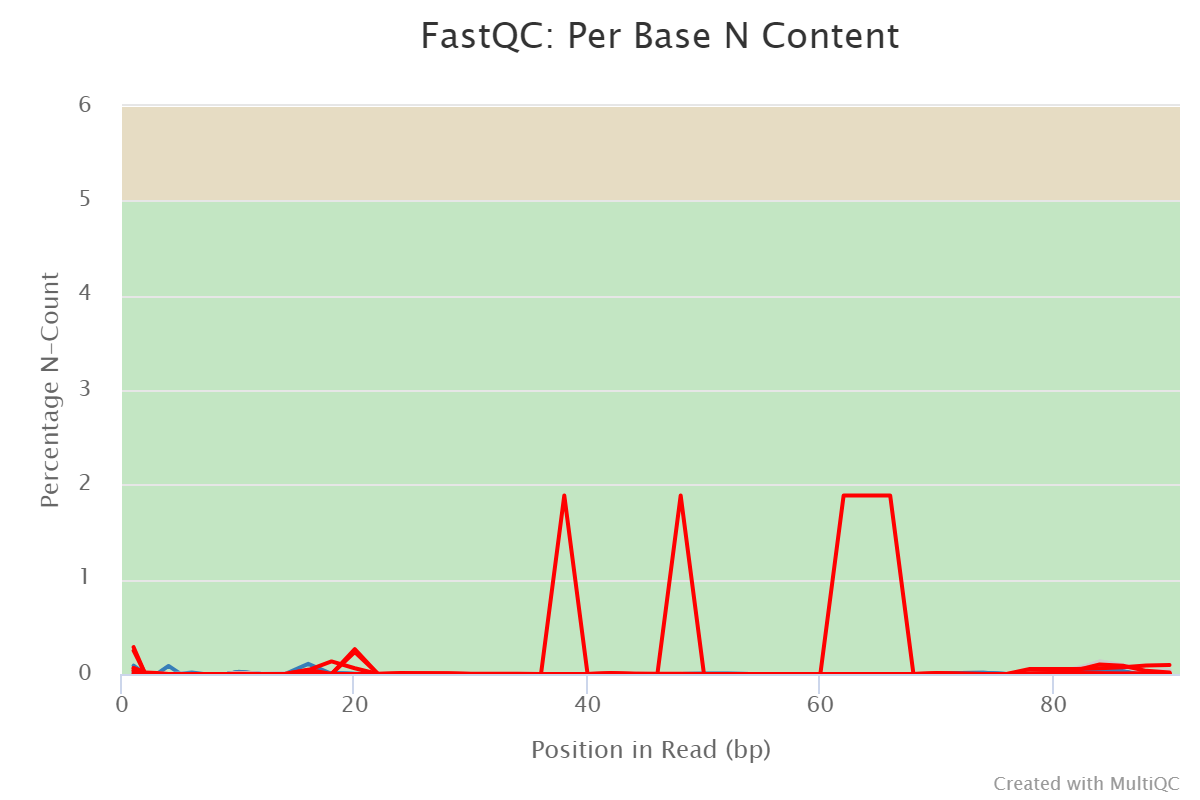 FastQC: Per Base N Content
Percentage N-Count
6
5
4
3
2
1
0
0 20 40 60 80
Position in Read (bp)
Created with MultiQC